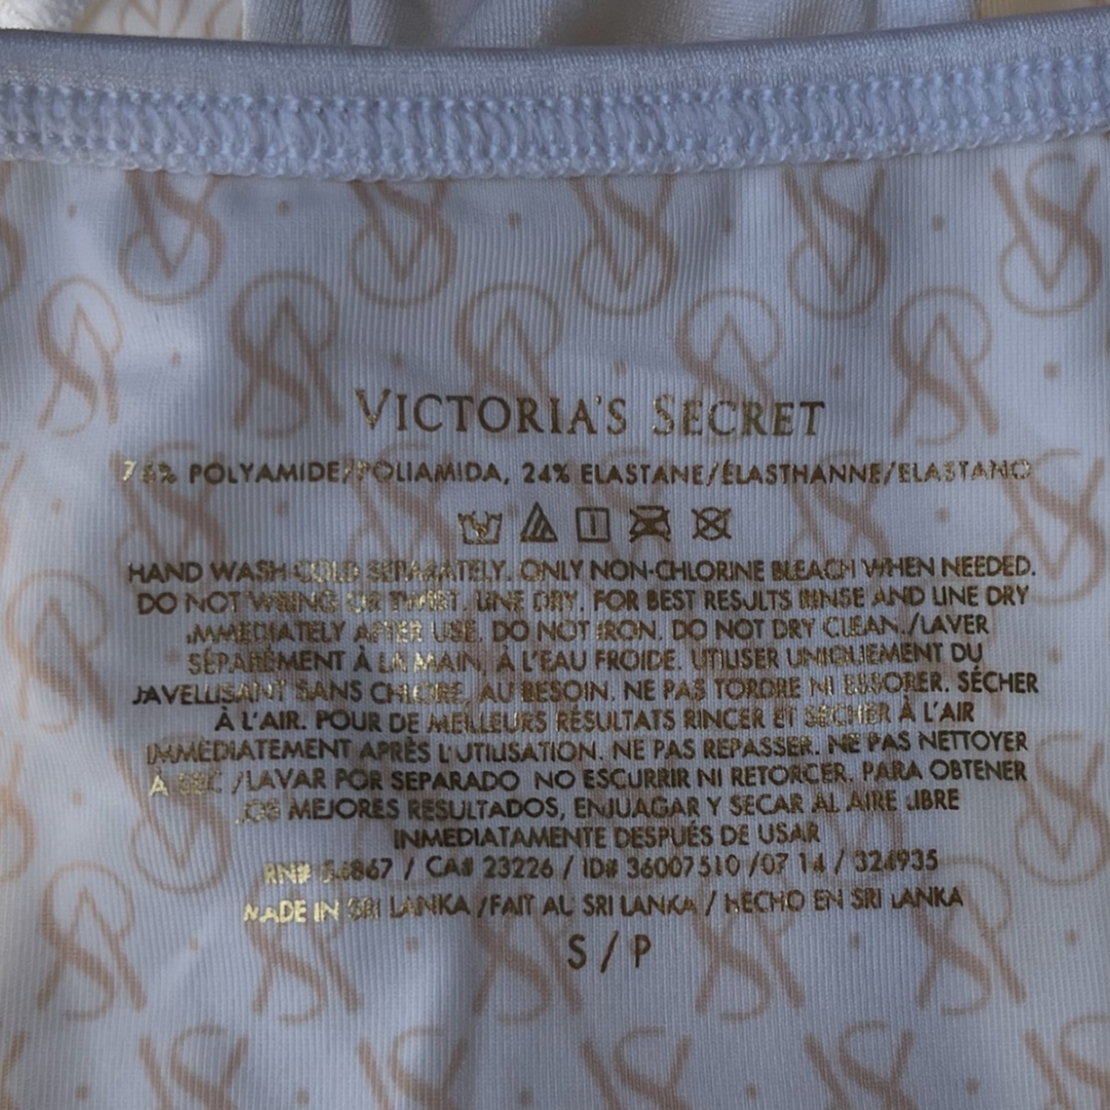 VICTORIA'S SECRET
76% POLYAMIDE/POLIAMIDA, 24% ELASTANE/ÉLASTHANNE/ELASTANO
HAND WASH COLD SEPARATELY. ONLY NON-CHLORINE BLEACH WHEN NEEDED.
DO NOT WRING OR TWIST. LINE DRY. FOR BEST RESULTS RINSE AND LINE DRY
IMMEDIATELY AFTER USE. DO NOT IRON. DO NOT DRY CLEAN./LAVER
SÉPARÉMENT À LA MAIN, À L'EAU FROIDE. UTILISER UNIQUEMENT DU
JAVELLISANT SANS CHLORE, AU BESOIN. NE PAS TORDRE NI ESSORER. SÉCHER
À L'AIR. POUR DE MEILLEURS RÉSULTATS RINCER ET SÉCHER À L'AIR
IMMÉDIATEMENT APRÈS L'UTILISATION. NE PAS REPASSER. NE PAS NETTOYER
À SEC /LAVAR POR SEPARADO NO ESCURRIR NI RETORCER. PARA OBTENER
LOS MEJORES RESULTADOS, ENJUAGAR Y SECAR AL AIRE LIBRE
INMEDIATAMENTE DESPUÉS DE USAR
RN# 54867 / CA# 23226 / ID# 36007510 /07 14 / 324935
MADE IN SRI LANKA /FAIT AU SRI LANKA / HECHO EN SRI LANKA
S / P